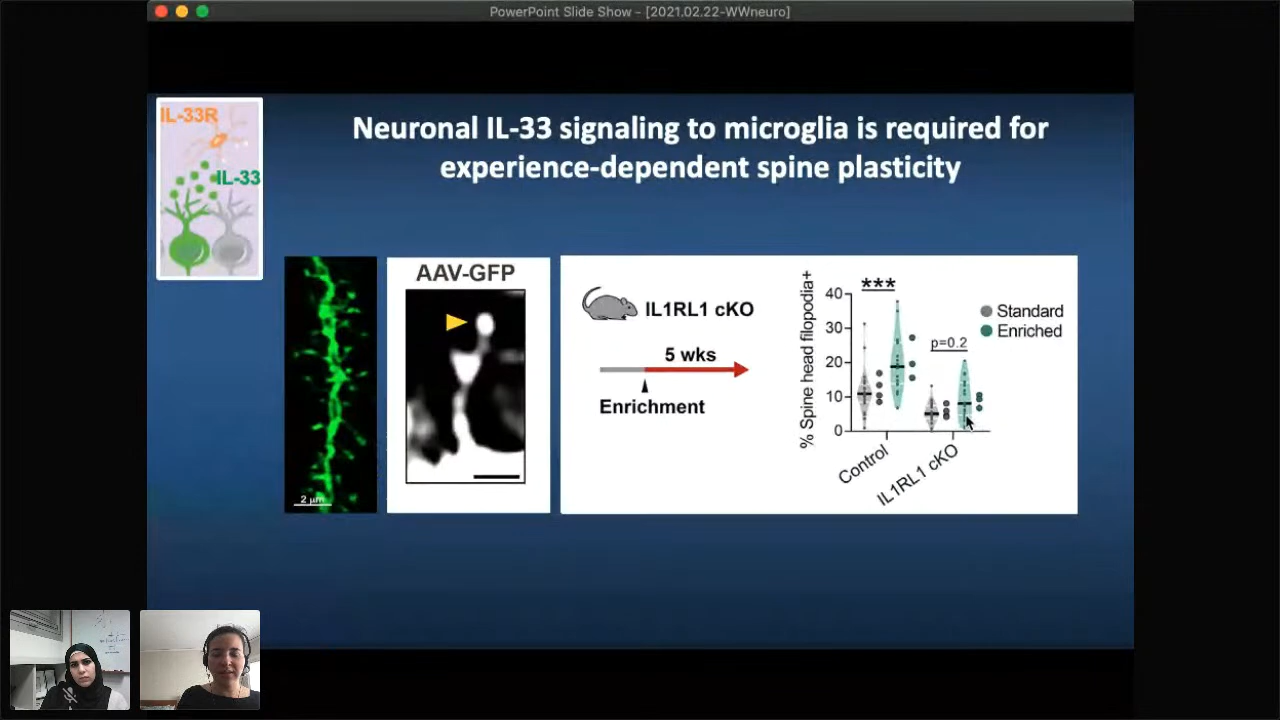 PowerPoint Slide Show - [2021.02.22-WWneuro]
IL-33R
IL-33
Neuronal IL-33 signaling to microglia is required for
experience-dependent spine plasticity
2 μm
AAV-GFP
IL1RL1 cKO
5 wks
Enrichment
% Spine head filopodia+
40
30
20
10
0
***
p=0.2
Standard
Enriched
Control
IL1RL1 cKO